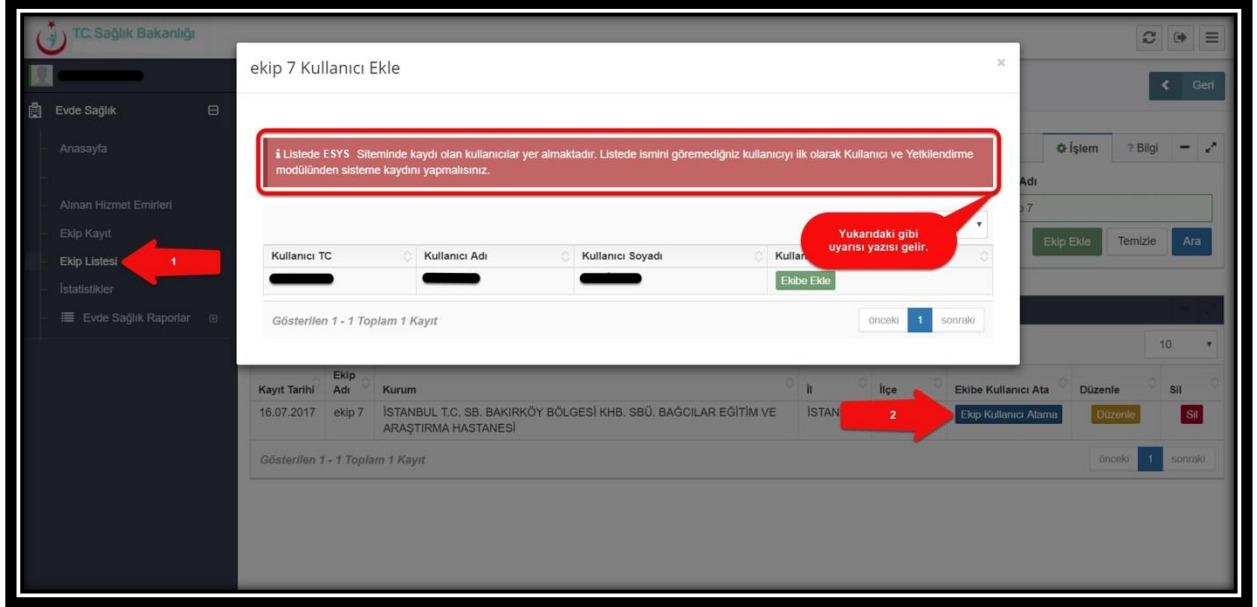 T.C. Sağlık Bakanlığı
ekip 7 Kullanıcı Ekle
×
Geri
Evde Sağlık
Anasayfa
Alınan Hizmet Emirleri
Ekip Kayıt
Ekip Listesi
1
İstatistikler
Evde Sağlık Raporlar
i Listede ESYS Siteminde kaydı olan kullanıcılar yer almaktadır. Listede ismini göremediğniz kullanıcıyı ilk olarak Kullanıcı ve Yetkilendirme
modülünden sisteme kaydını yapmalısınız.
İşlem
? Bilgi
Adı
7
Yukarıdaki gibi
uyarısı yazısı gelir.
Ekip Ekle
Temizle
Ara
Kullanıcı TC
Kullanıcı Adı
Kullanıcı Soyadı
Ekibe Ekle
Gösterilen 1 - 1 Toplam 1 Kayıt
önceki 1 sonraki
10
Kayıt Tarihi
Ekip
Adı
Kurum
İl
İlçe
Ekibe Kullanıcı Ata
Düzenle
Sil
16.07.2017
ekip 7
İSTANBUL T.C. SB. BAKIRKÖY BÖLGESİ KHB. SBÜ. BAĞCILAR EĞİTİM VE
ARAŞTIRMA HASTANESİ
İSTAN
2
Ekip Kullanıcı Atama
Düzenle
Sil
Gösterilen 1 - 1 Toplam 1 Kayıt
önceki 1 sonraki